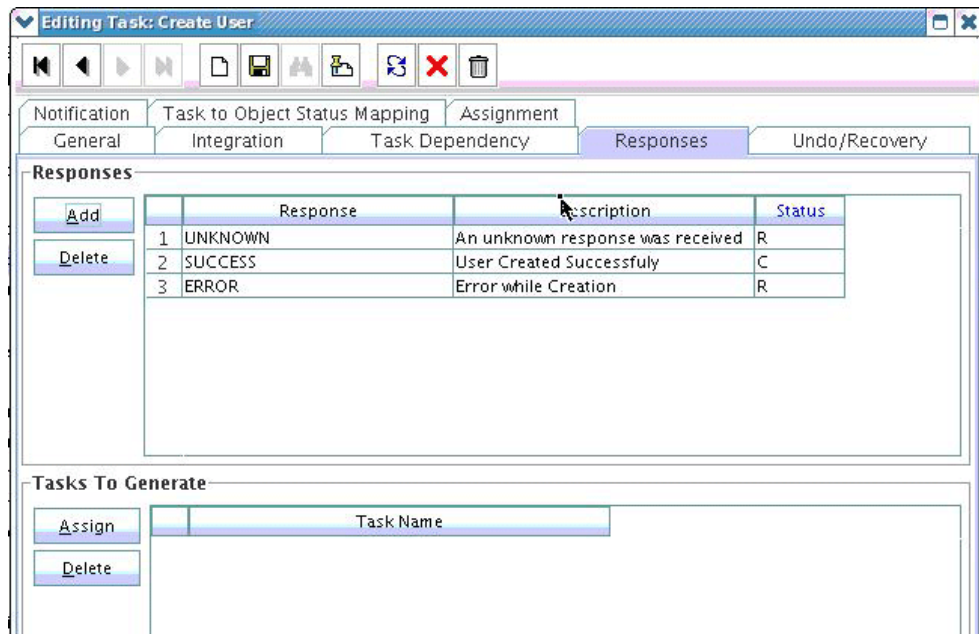 Editing Task: Create User
Notification Task to Object Status Mapping Assignment
General Integration Task Dependency Responses Undo/Recovery
Responses
Add
Delete
Response Status
1 UNKNOWN An unknown response was received R
2 SUCCESS User Created Successfuly C
3 ERROR Error while Creation R
Tasks To Generate
Assign
Delete
Task Name